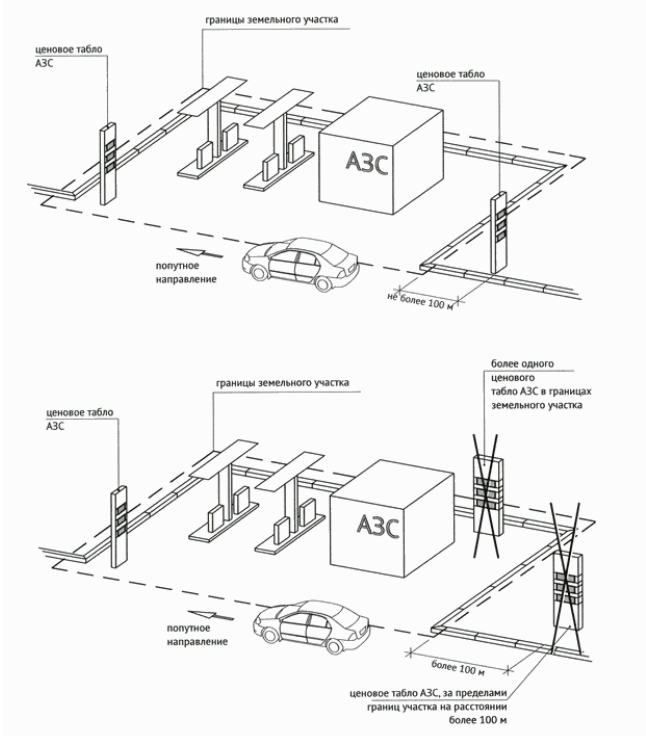 границы земельного участка
ценовое табло
АЗС
ценовое табло
АЗС
АЗС
попутное
направление
не более 100 м
более одного
ценового
табло АЗС в границах
земельного участка
границы земельного участка
ценовое табло
АЗС
АЗС
попутное
направление
более 100 м
ценовое табло АЗС, за пределами
границ участка на расстоянии
более 100 м